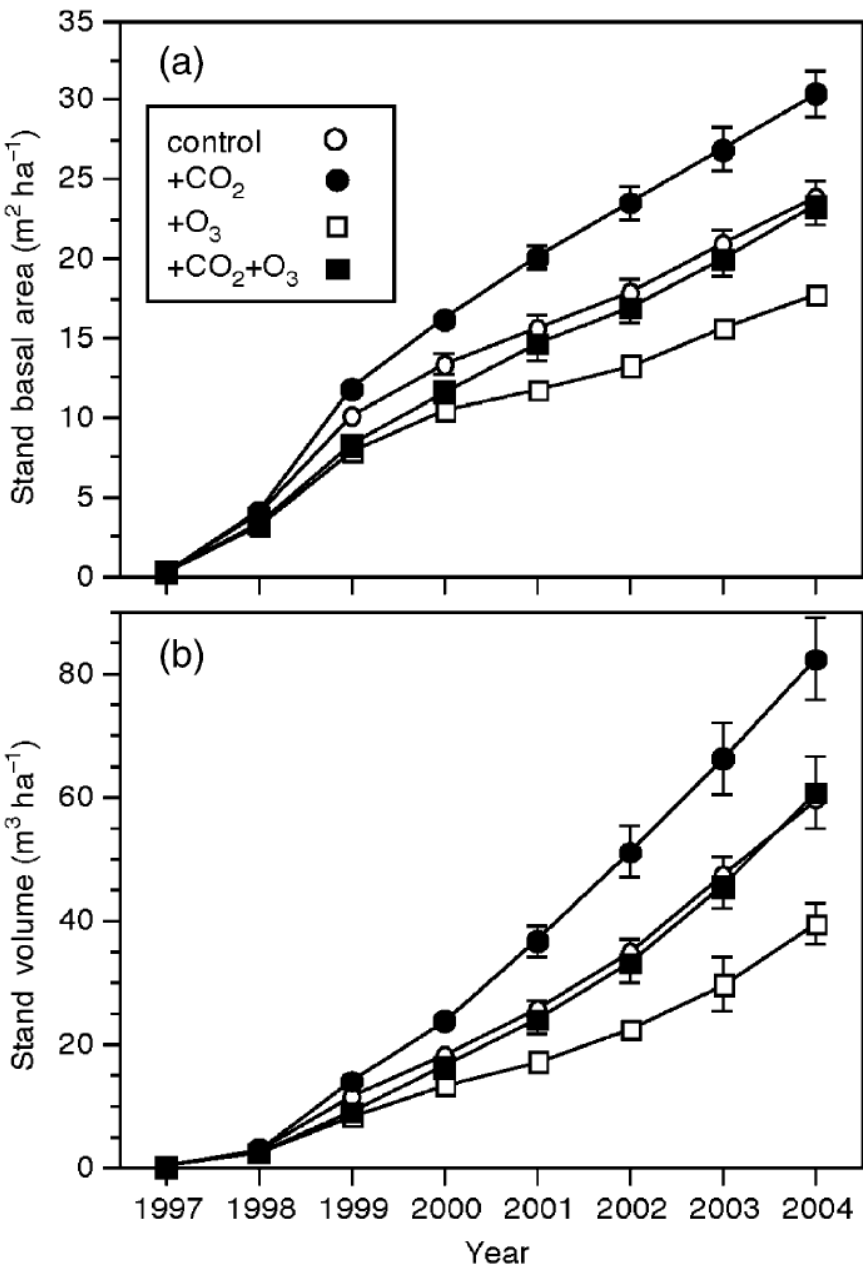 35
(a)
30
25
20
15
10
5
0
Stand basal area (m² ha⁻¹)
control
+CO₂
+O₃
+CO₂+O₃
(b)
80
60
40
20
0
Stand volume (m³ ha⁻¹)
1997 1998 1999 2000 2001 2002 2003 2004
Year